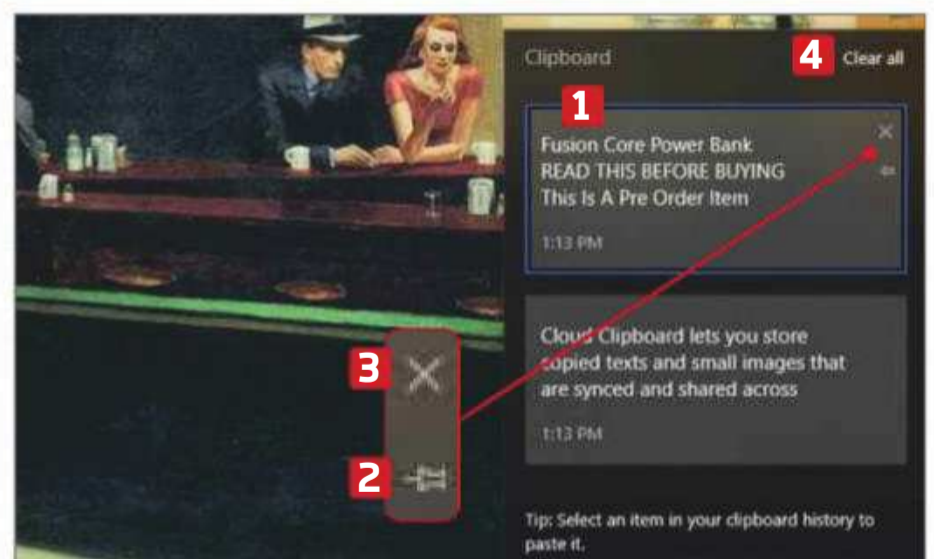 Clipboard
4 Clear all
1
Fusion Core Power Bank
READ THIS BEFORE BUYING
This Is A Pre Order Item
1:13 PM
3
2
Cloud Clipboard lets you store
copied texts and small images that
are synced and shared across
1:13 PM
Tip: Select an item in your clipboard history to
paste it.